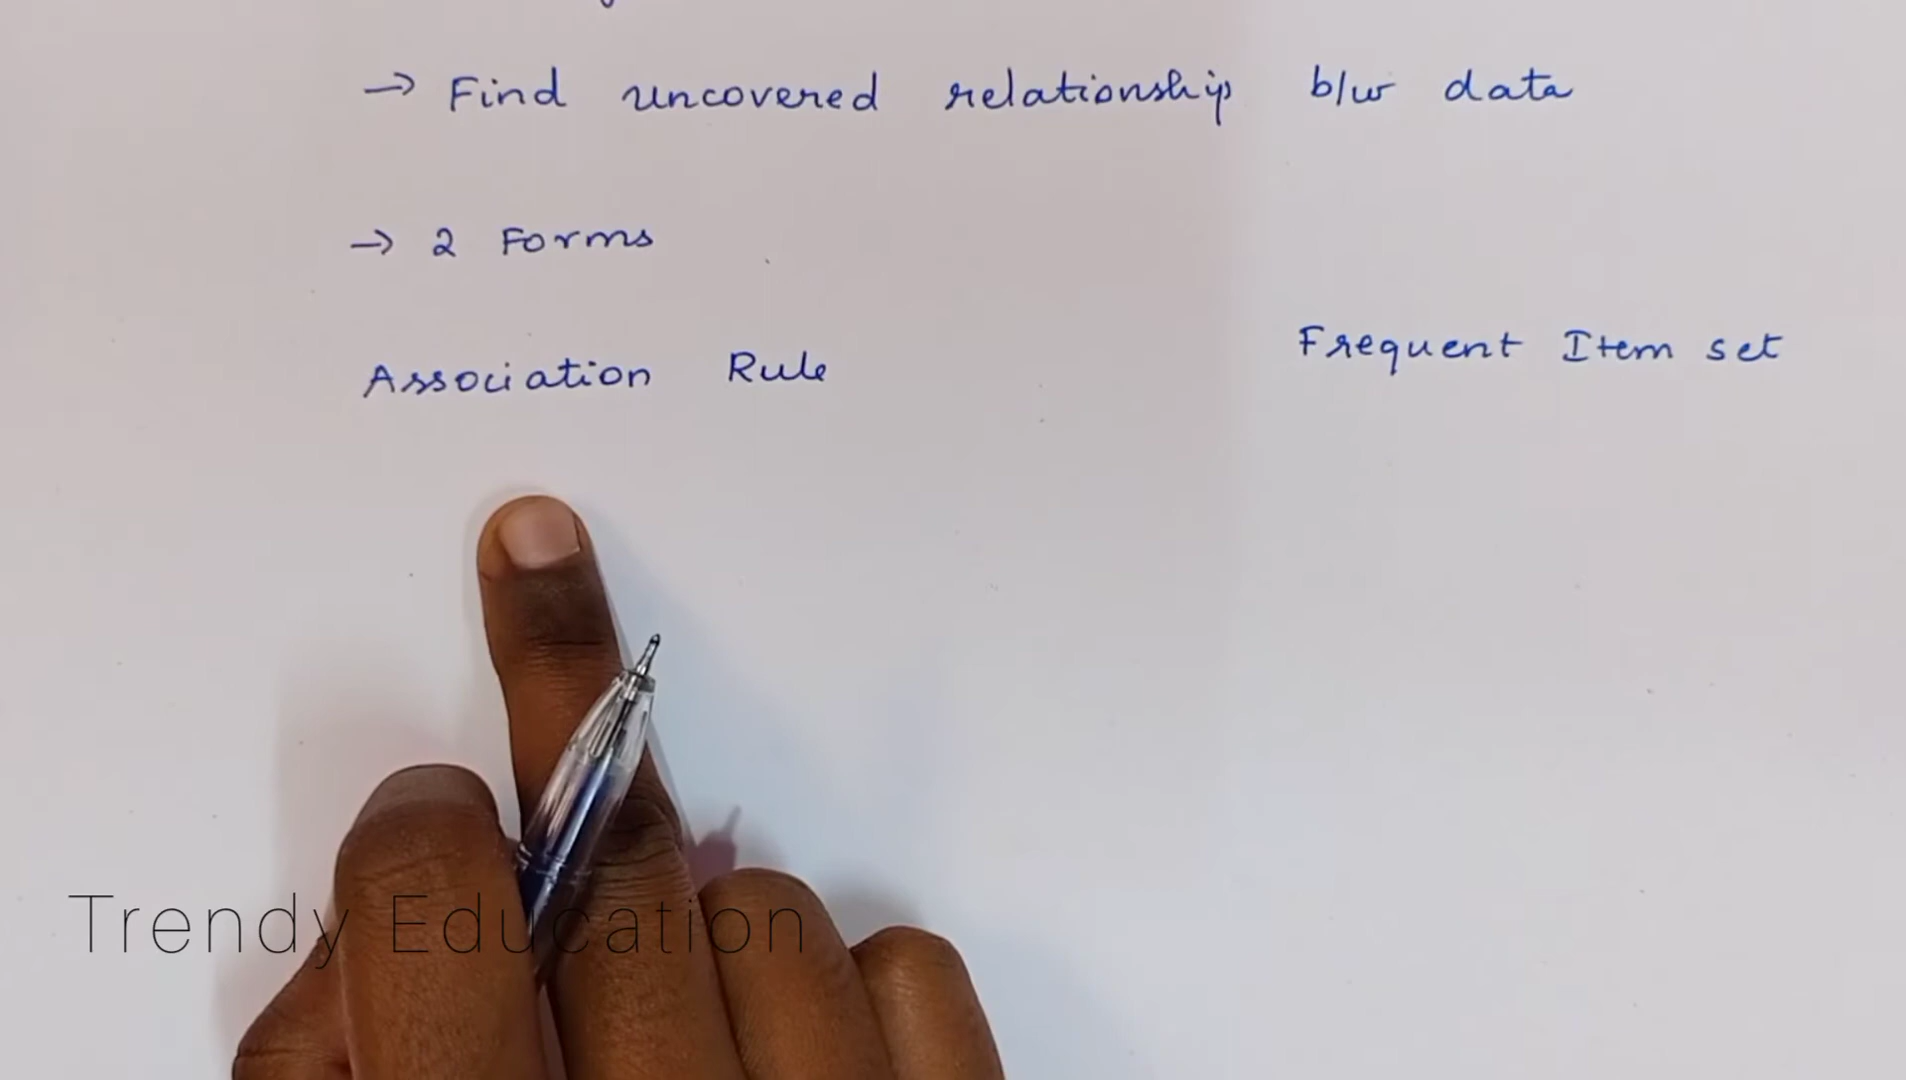 → Find uncovered relationship b/w data
→ 2 Forms
Association Rule Frequent Item set
Trendy Education